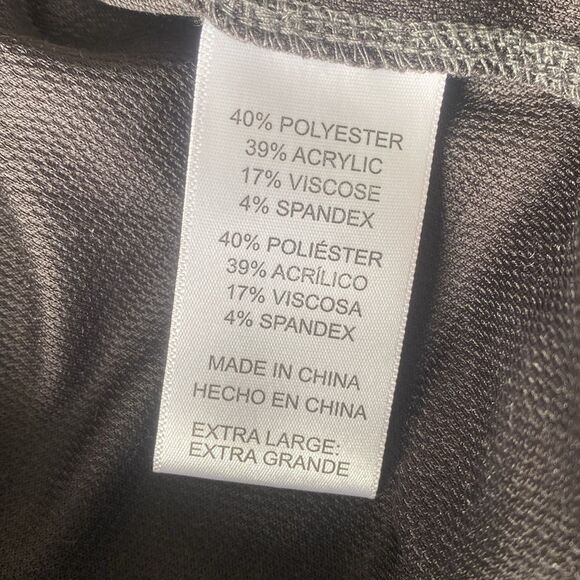 40% POLYESTER
39% ACRYLIC
17% VISCOSE
4% SPANDEX
40% POLIÉSTER
39% ACRÍLICO
17% VISCOSA
4% SPANDEX
MADE IN CHINA
HECHO EN CHINA
EXTRA LARGE:
EXTRA GRANDE